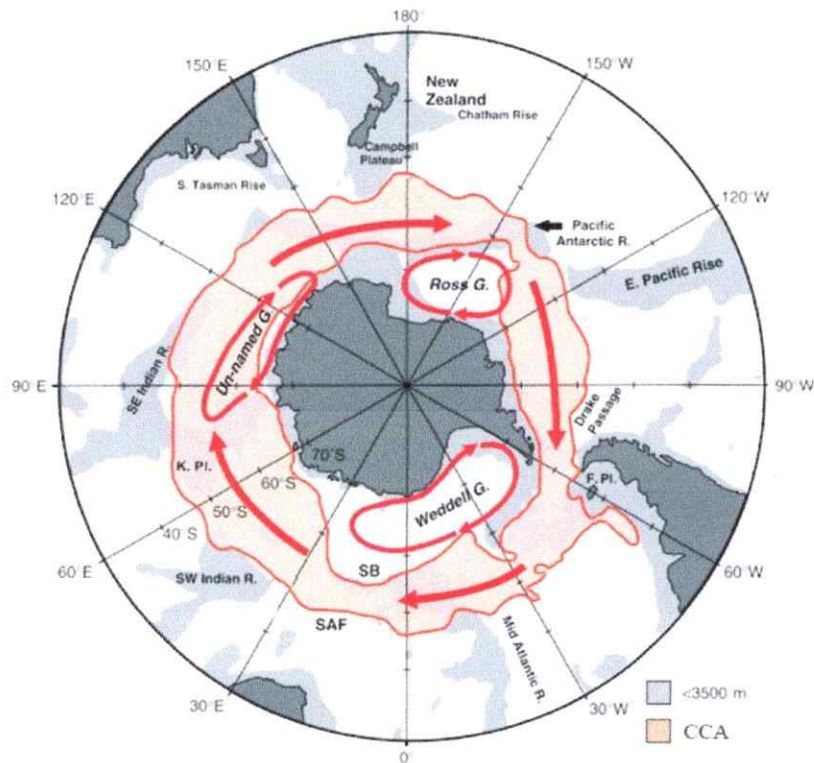 180°
150°E
150°W
New
Zealand
Chatham Rise
Campbell
Plateau
S. Tasman Rise
120°E
120°W
Pacific
Antarctic R.
E. Pacific Rise
Ross G.
Un-named G.
SE Indian R.
90°E
90°W
Drake
Passage
70°S
K. Pl.
60°S
F. Pl.
50°S
Weddell G.
40 S
60°E
60°W
SB
SW Indian R.
SAF
Mid Atlantic R.
30°E
30°W
<3500 m
CCA
0°